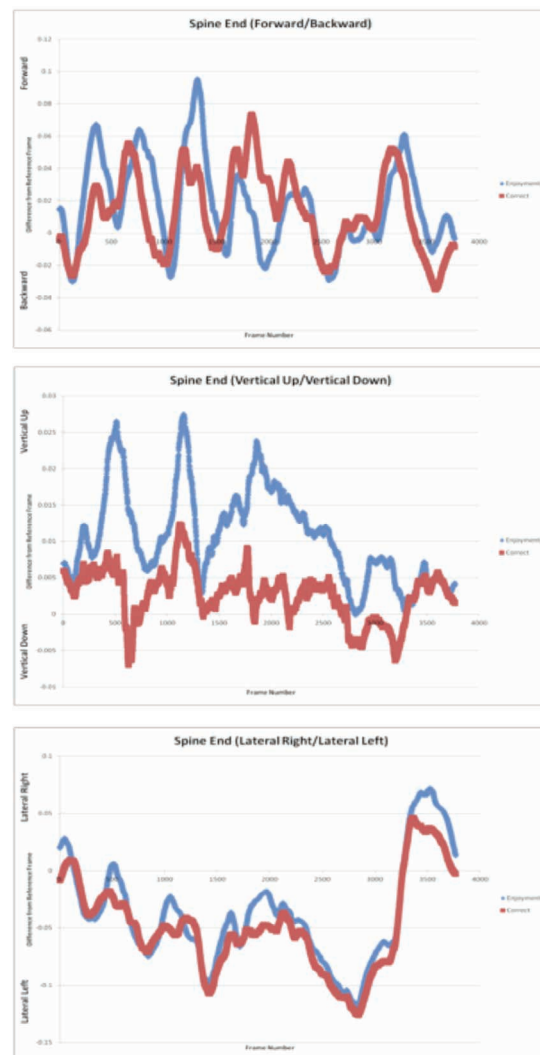 Spine End (Forward/Backward)
Forward
Difference from Reference Frame
Backward
0.12
0.1
0.08
0.06
0.04
0.02
0
-0.02
-0.04
-0.06
0 500 1000 1500 2000 2500 3000 3500 4000
Enjoyment
Correct
Frame Number
Spine End (Vertical Up/Vertical Down)
Vertical Up
Difference from Reference Frame
Vertical Down
0.03
0.025
0.02
0.015
0.01
0.005
0
-0.005
-0.01
0 500 1000 1500 2000 2500 3000 3500 4000
Enjoyment
Correct
Frame Number
Spine End (Lateral Right/Lateral Left)
Lateral Right
Difference from Reference Frame
Lateral Left
0.1
0.05
0
-0.05
-0.1
-0.15
0 500 1000 1500 2000 2500 3000 3500 4000
Enjoyment
Correct
Frame Number